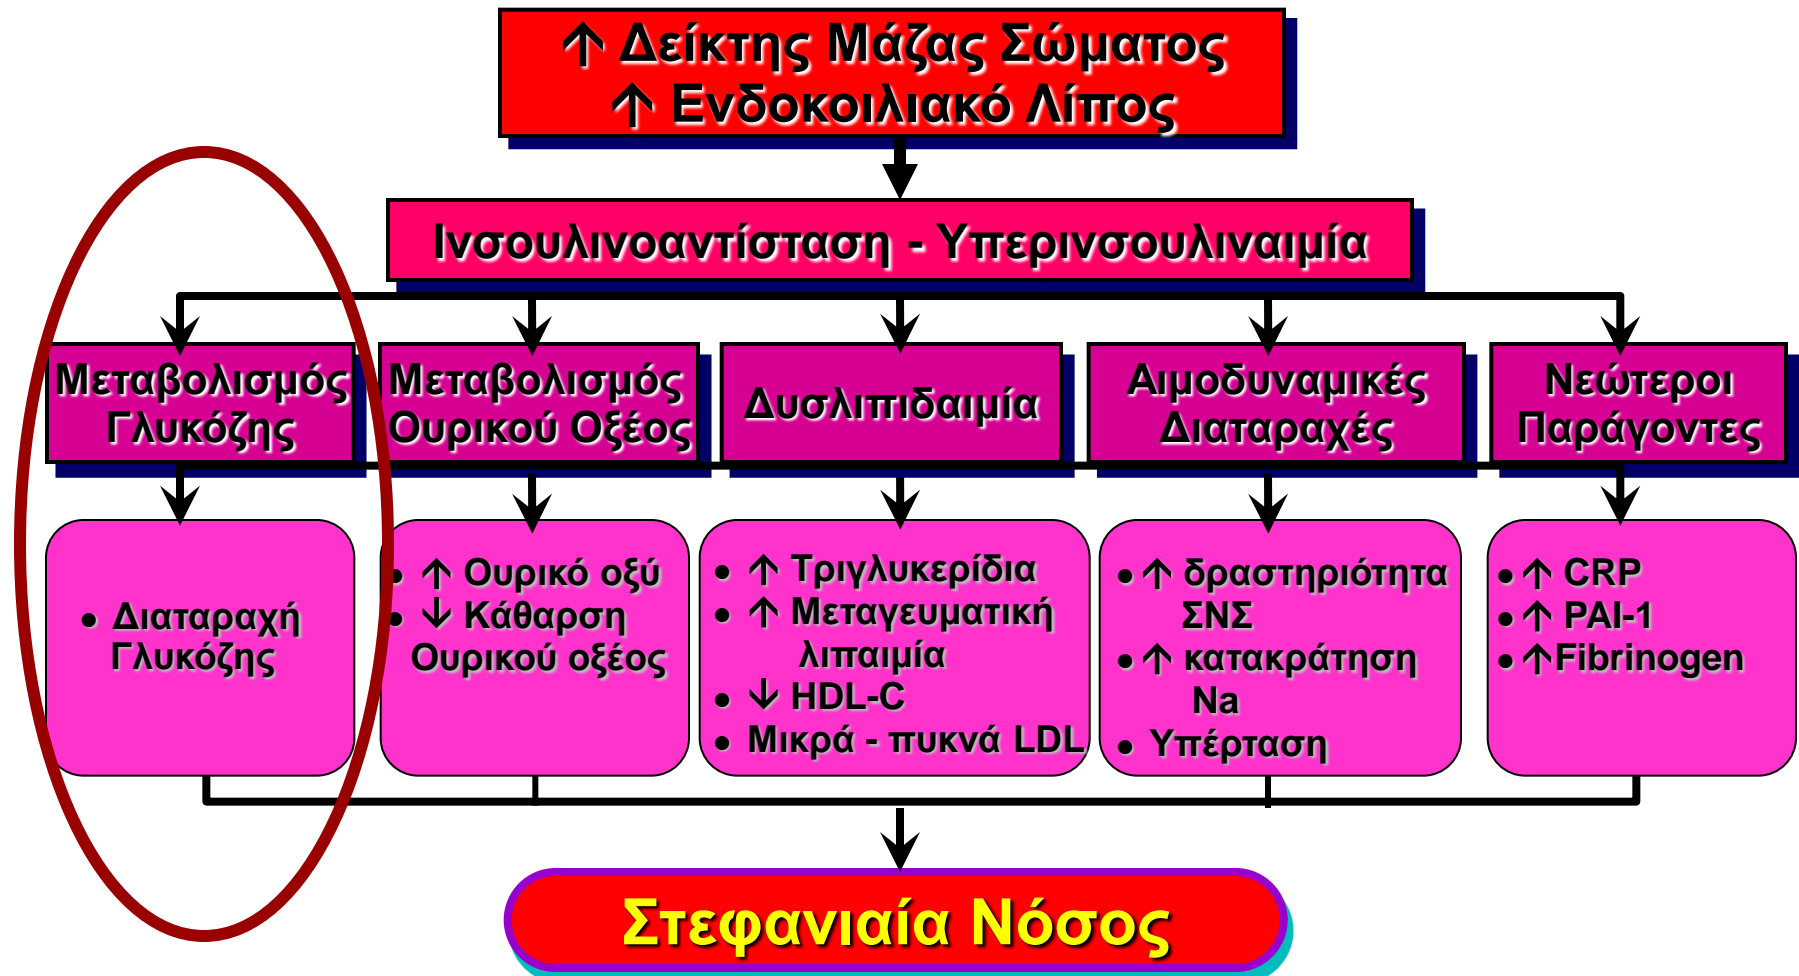 ↑ Δείκτης Μάζας Σώματος
↑ Ενδοκοιλιακό Λίπος
Ινσουλινοαντίσταση - Υπερινσουλιναιμία
Μεταβολισμός
Γλυκόζης
Μεταβολισμός
Ουρικού Οξέος
Δυσλιπιδαιμία
Αιμοδυναμικές
Διαταραχές
Νεώτεροι
Παράγοντες
• Διαταραχή
Γλυκόζης
• ↑ Ουρικό οξύ
• ↓ Κάθαρση
Ουρικού οξέος
• ↑ Τριγλυκερίδια
• ↑ Μεταγευματική
λιπαιμία
• ↓ HDL-C
• Μικρά - πυκνά LDL
• ↑ δραστηριότητα
ΣΝΣ
• ↑ κατακράτηση
Na
• Υπέρταση
• ↑ CRP
• ↑ PAI-1
• ↑Fibrinogen
Στεφανιαία Νόσος